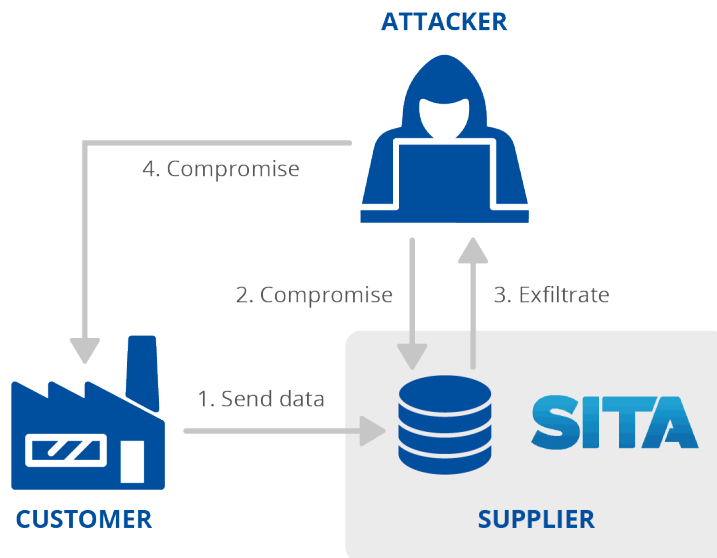 ATTACKER
4. Compromise
2. Compromise
3. Exfiltrate
1. Send data
SITA
CUSTOMER
SUPPLIER